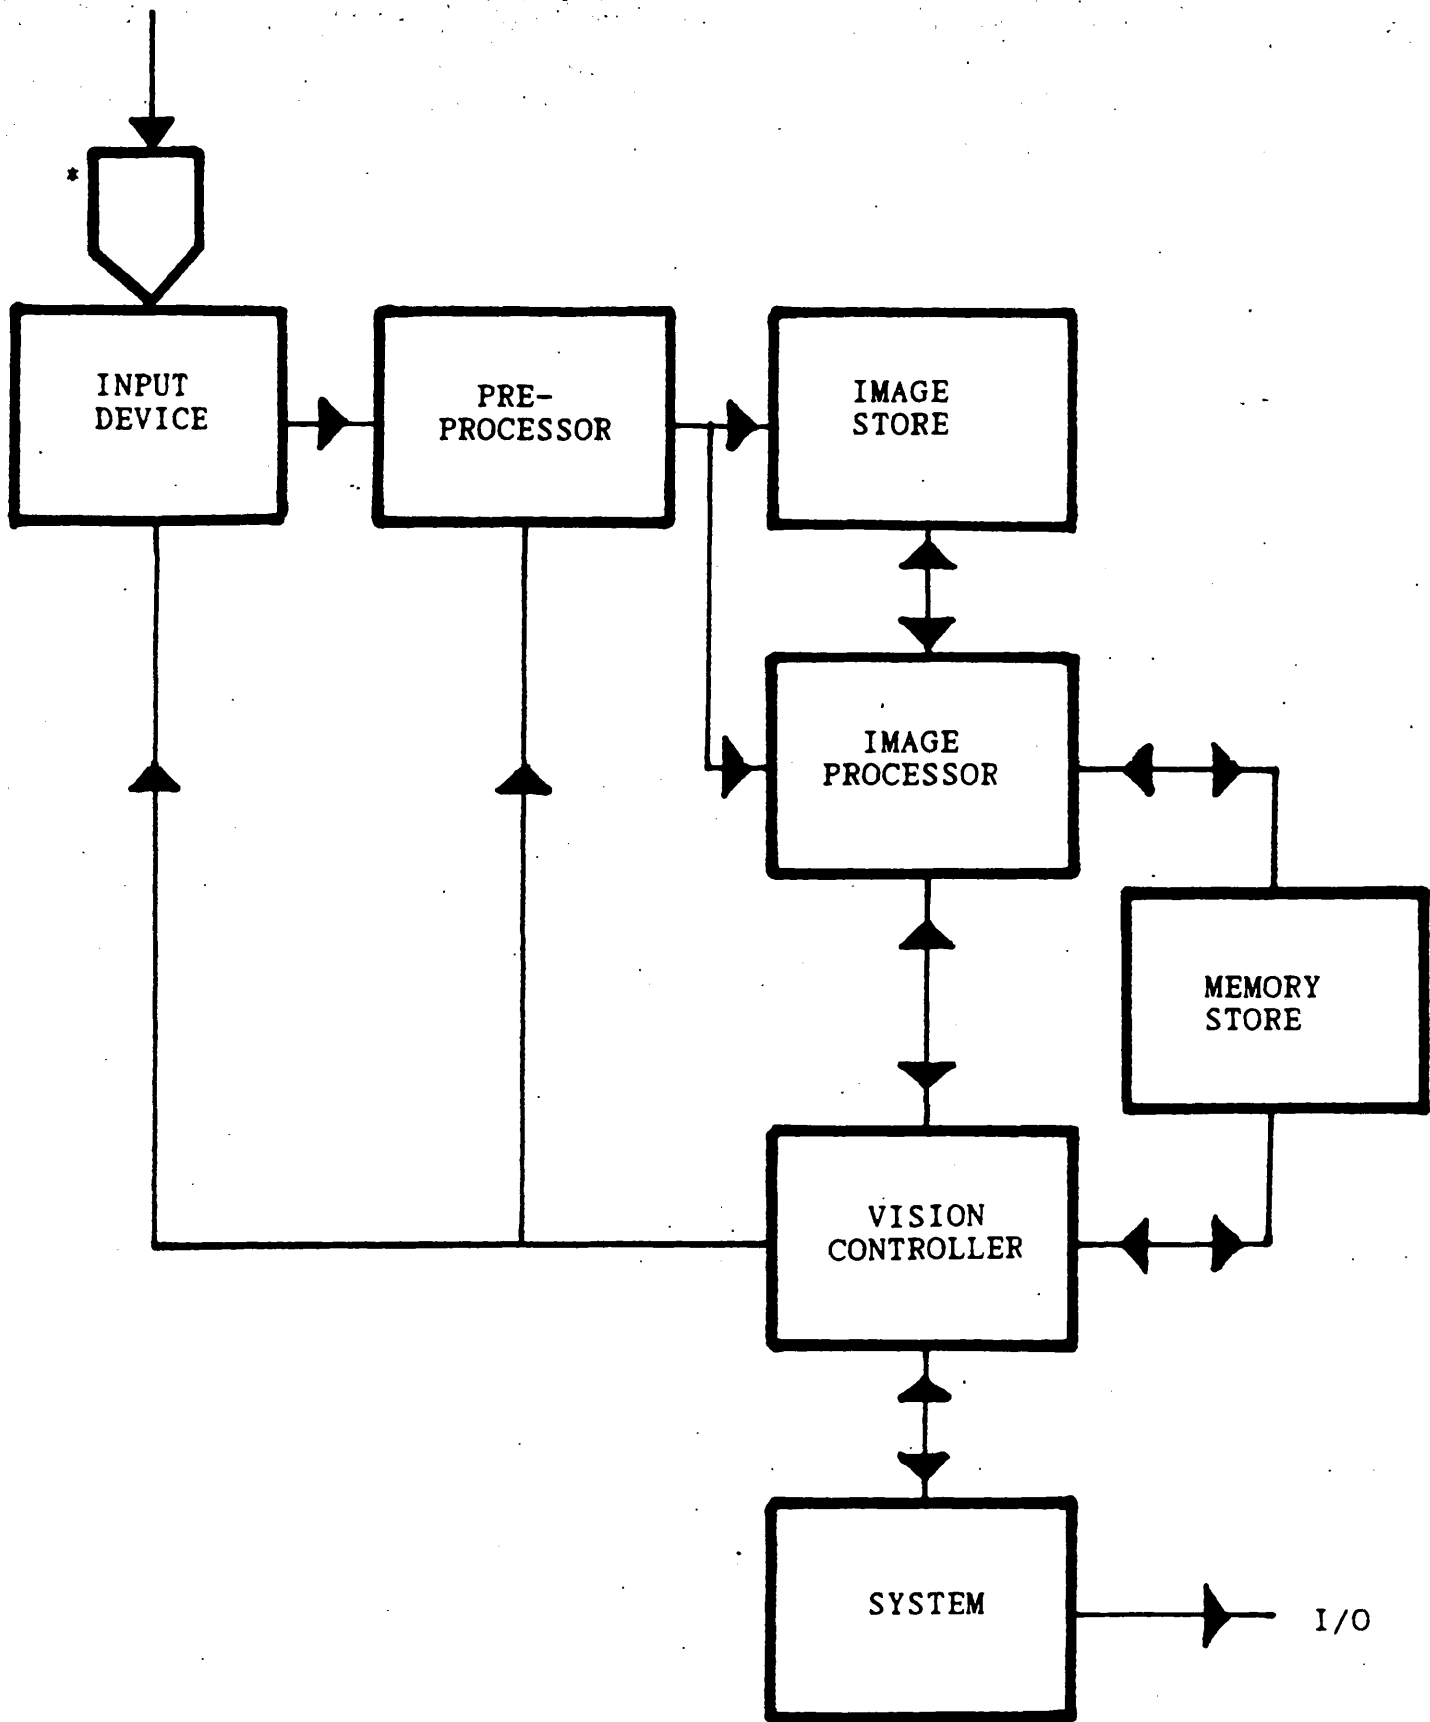 *
INPUT
DEVICE
PRE-
PROCESSOR
IMAGE
STORE
IMAGE
PROCESSOR
MEMORY
STORE
VISION
CONTROLLER
SYSTEM
I/O